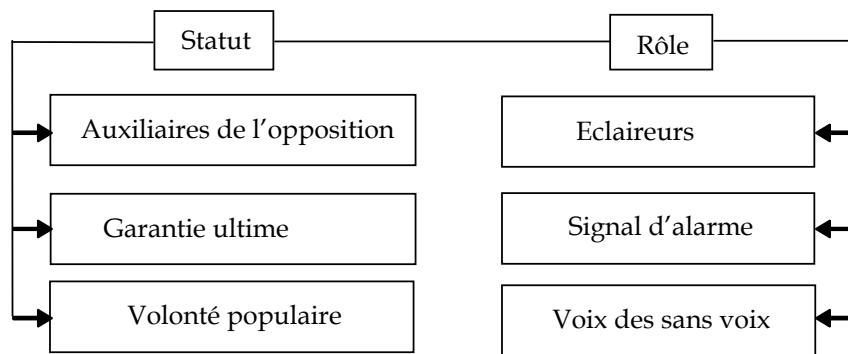 Statut
Rôle
Auxiliaires de l’opposition
Eclaireurs
Garantie ultime
Signal d’alarme
Volonté populaire
Voix des sans voix